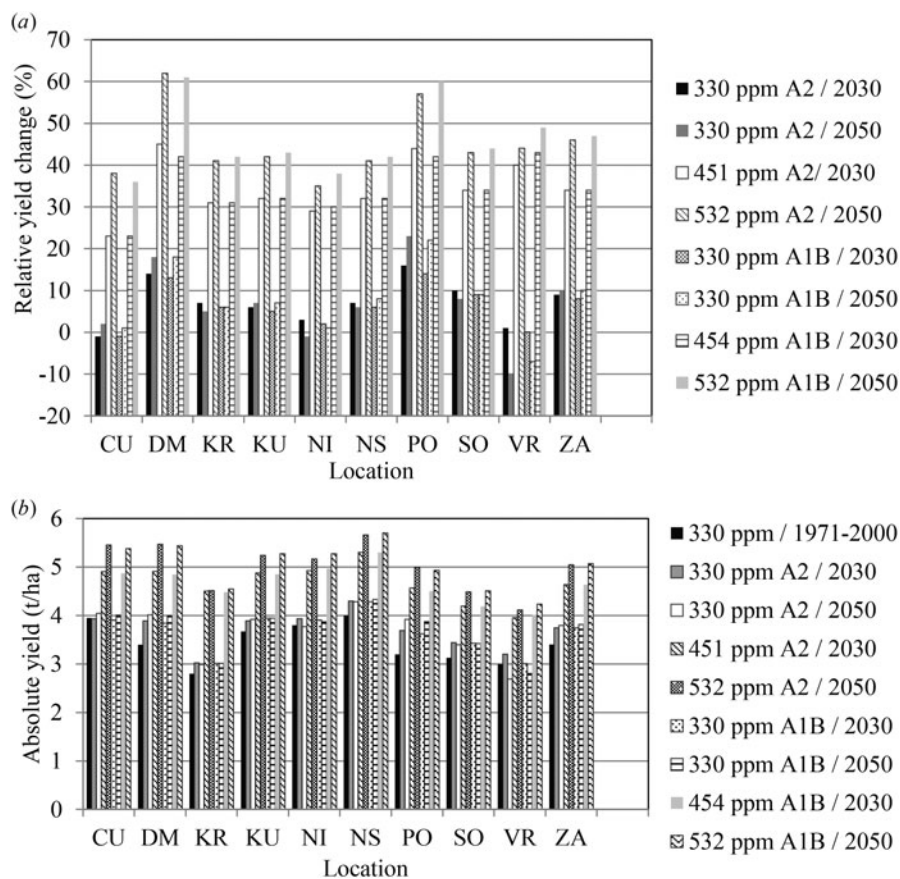 (a)
70
60
50
40
30
20
10
0
-10
-20
Relative yield change (%)
CU DM KR KU NI NS PO SO VR ZA
Location
330 ppm A2 / 2030
330 ppm A2 / 2050
451 ppm A2/ 2030
532 ppm A2 / 2050
330 ppm A1B / 2030
330 ppm A1B / 2050
454 ppm A1B / 2030
532 ppm A1B / 2050
(b)
6
5
4
3
2
1
0
Absolute yield (t/ha)
CU DM KR KU NI NS PO SO VR ZA
Location
330 ppm / 1971-2000
330 ppm A2 / 2030
330 ppm A2 / 2050
451 ppm A2 / 2030
532 ppm A2 / 2050
330 ppm A1B / 2030
330 ppm A1B / 2050
454 ppm A1B / 2030
532 ppm A1B / 2050